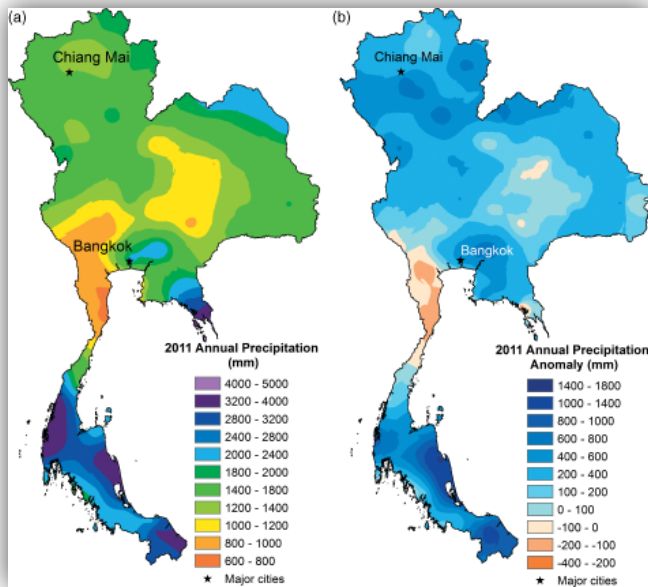 (a)
Chiang Mai
Bangkok
2011 Annual Precipitation
(mm)
4000 - 5000
3200 - 4000
2800 - 3200
2400 - 2800
2000 - 2400
1800 - 2000
1400 - 1800
1200 - 1400
1000 - 1200
800 - 1000
600 - 800
Major cities
(b)
Chiang Mai
Bangkok
2011 Annual Precipitation
Anomaly (mm)
1400 - 1800
1000 - 1400
800 - 1000
600 - 800
400 - 600
200 - 400
100 - 200
0 - 100
-100 - 0
-200 - -100
-400 - -200
Major cities